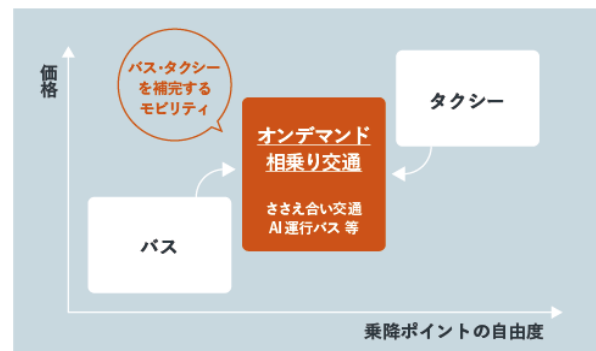 価格
バス・タクシー
を補完する
モビリティ
タクシー
オンデマンド
相乗り交通
ささえ合い交通
AI運行バス 等
バス
乗降ポイントの自由度